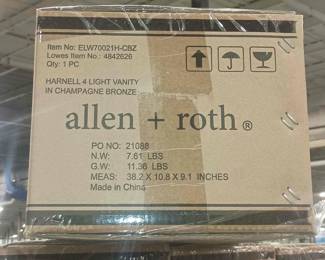 Item No: ELW70021H-CBZ
Lowes Item No.: 4842626
Qty: 1 PC
HARNELL 4 LIGHT VANITY
IN CHAMPAGNE BRONZE
allen + roth®
PO NO: 21088
N.W: 7.61 LBS
G.W: 11.36 LBS
MEAS: 38.2 X 10.8 X 9.1 INCHES
Made in China